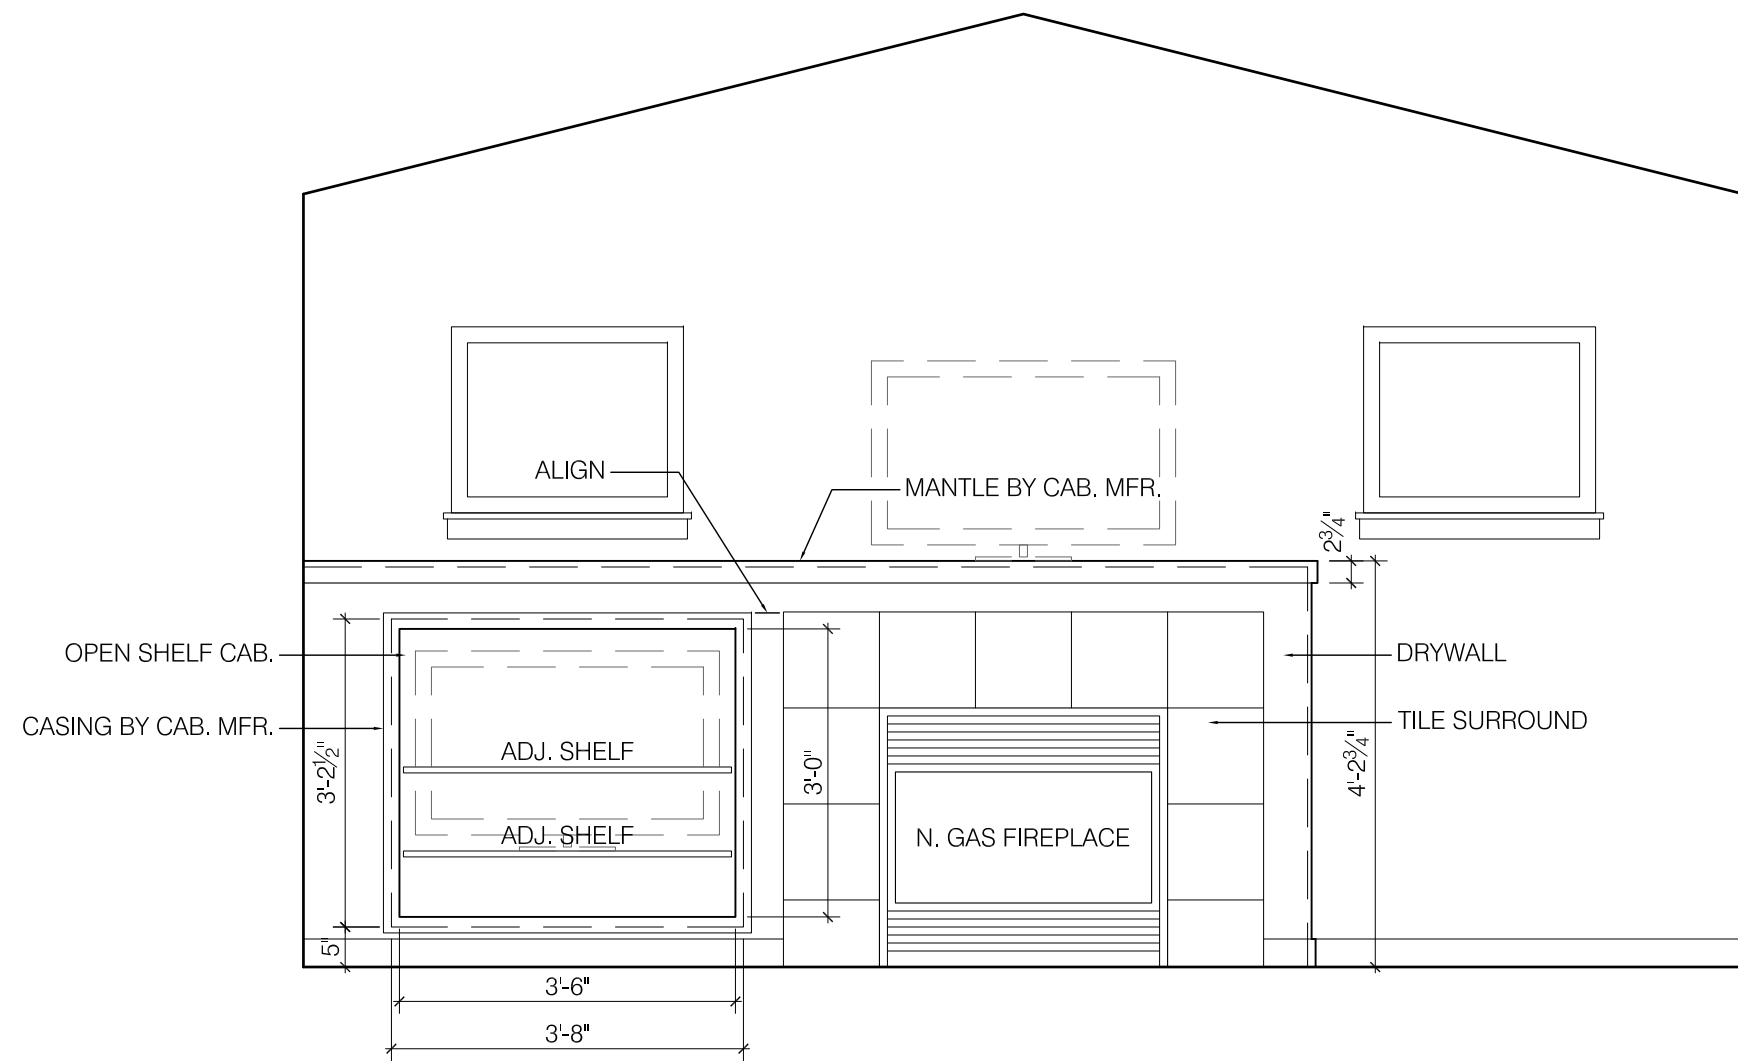 ALIGN
MANTLE BY CAB. MFR.
2¾"
OPEN SHELF CAB.
DRYWALL
CASING BY CAB. MFR.
TILE SURROUND
3'-2½"
ADJ. SHELF
3'-0"
4'-2¾"
ADJ. SHELF
N. GAS FIREPLACE
5"
3'-6"
3'-8"